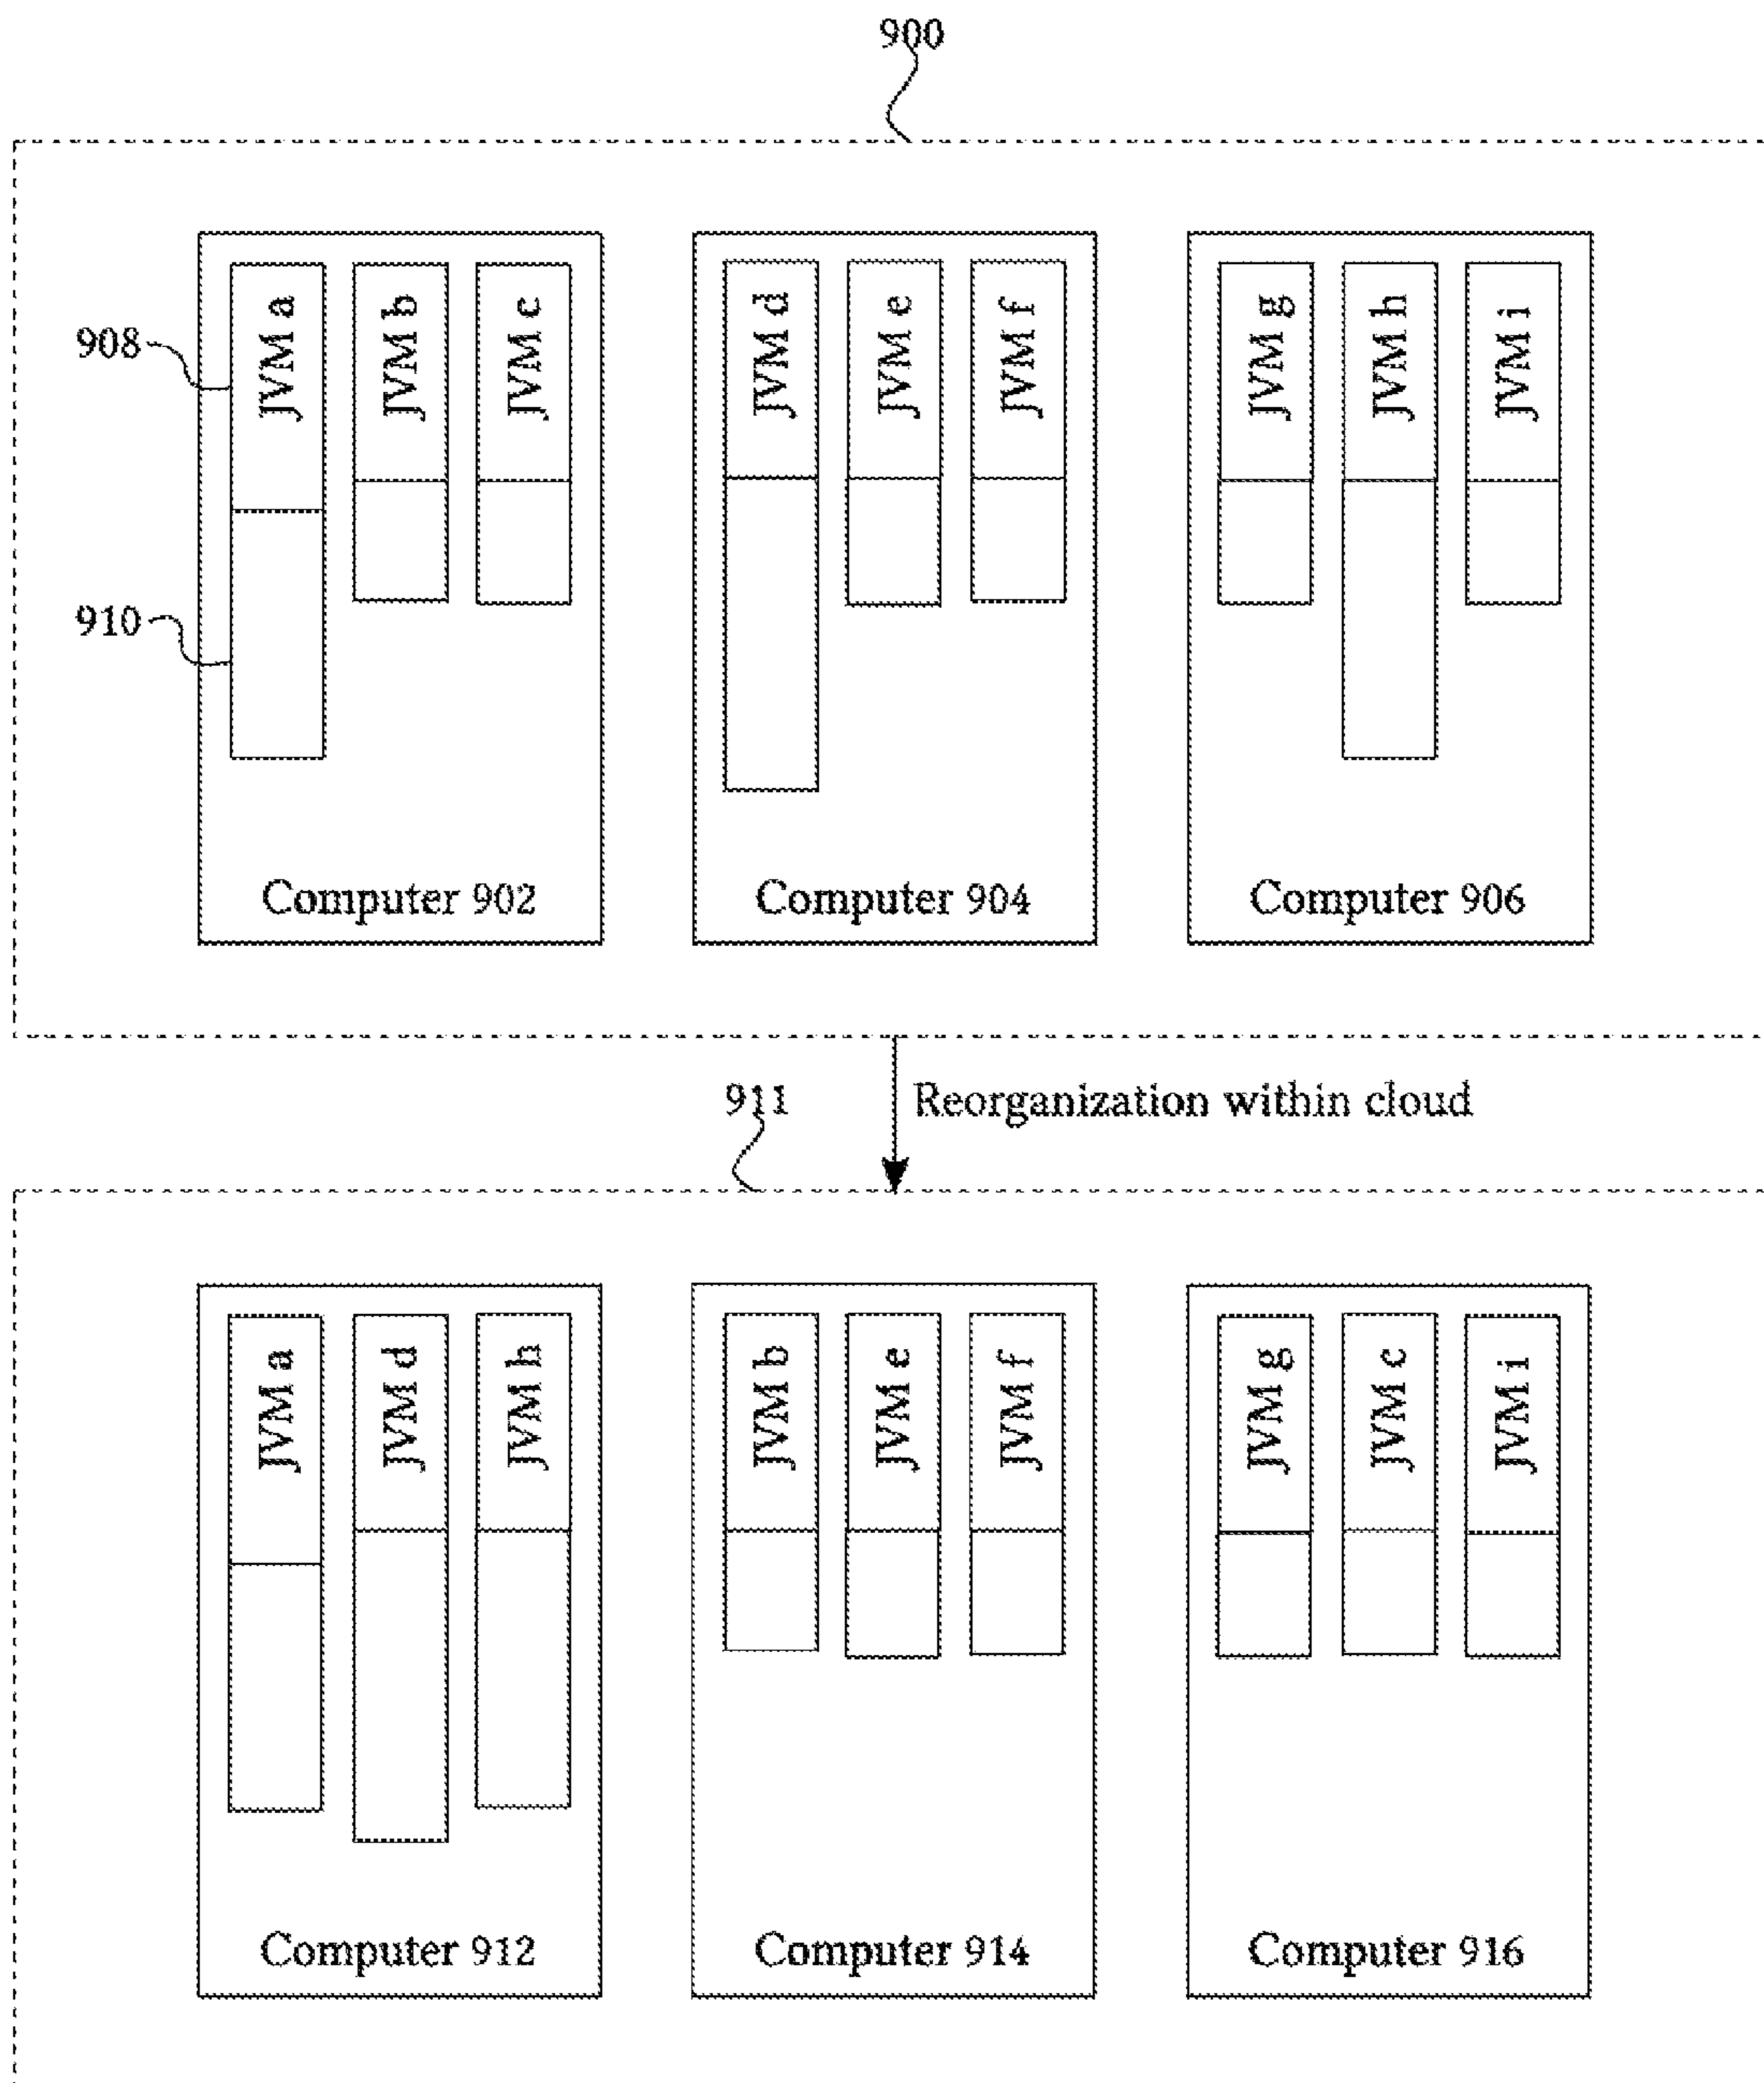 900
JVM a
JVM b
JVM c
JVM d
JVM e
JVM f
JVM g
JVM h
JVM i
908
910
Computer 902
Computer 904
Computer 906
911
Reorganization within cloud
JVM a
JVM d
JVM h
JVM b
JVM e
JVM f
JVM g
JVM c
JVM i
Computer 912
Computer 914
Computer 916